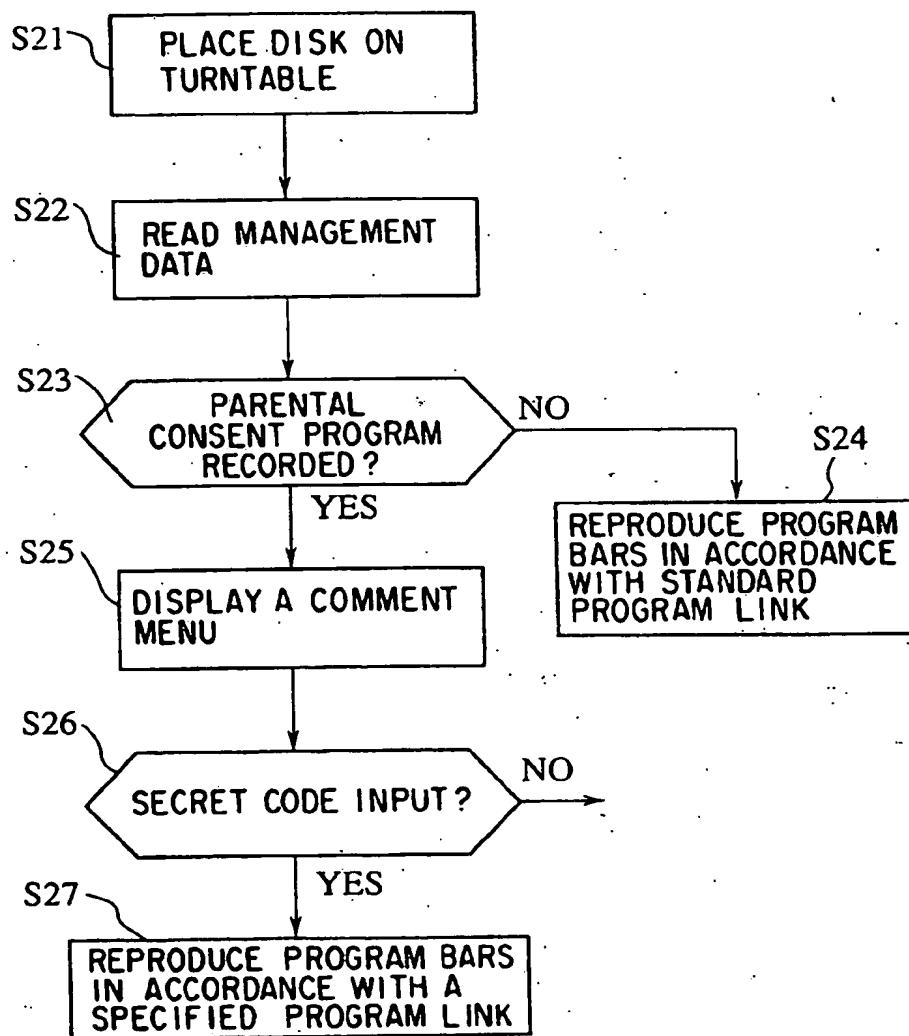 S21
PLACE DISK ON
TURNTABLE
S22
READ MANAGEMENT
DATA
S23
PARENTAL
CONSENT PROGRAM
RECORDED?
NO
YES
S24
REPRODUCE PROGRAM
BARS IN ACCORDANCE
WITH STANDARD
PROGRAM LINK
S25
DISPLAY A COMMENT
MENU
S26
SECRET CODE INPUT?
NO
YES
S27
REPRODUCE PROGRAM BARS
IN ACCORDANCE WITH A
SPECIFIED PROGRAM LINK